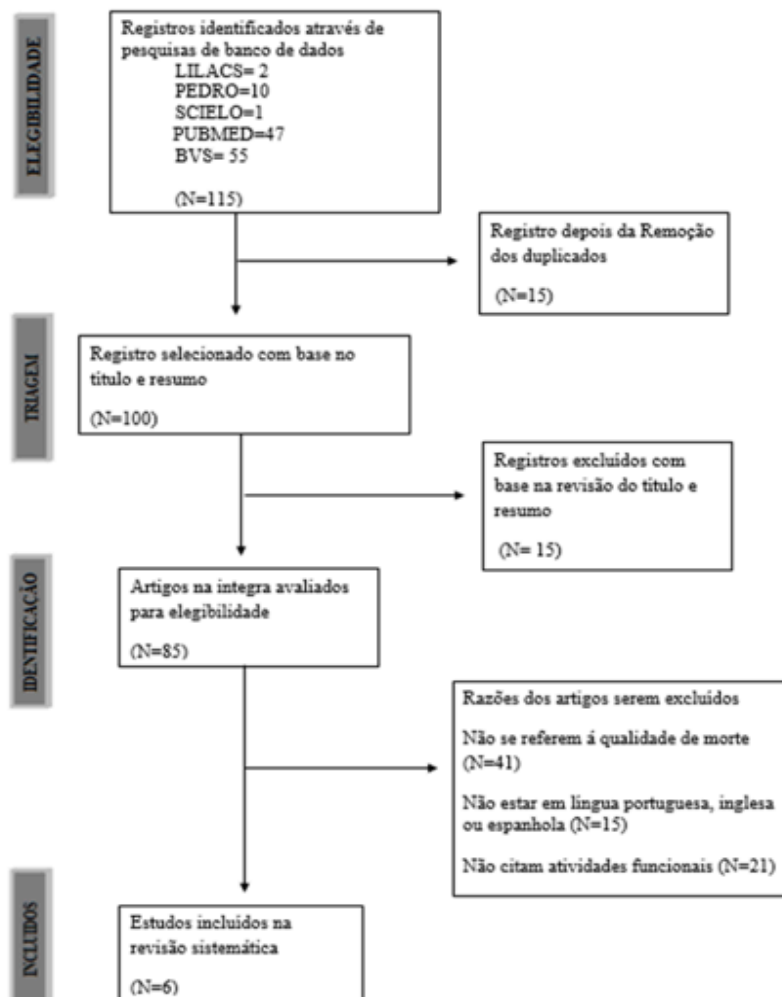 ELEGIBILIDADE
Registros identificados através de
pesquisas de banco de dados
LILACS= 2
PEDRO=10
SCIELO=1
PUBMED=47
BVS= 55
(N=115)
Registro depois da Remoção
dos duplicados
(N=15)
TRIAGEM
Registro selecionado com base no
titulo e resumo
(N=100)
Registros excluídos com
base na revisão do título e
resumo
(N= 15)
IDENTIFICAÇÃO
Artigos na integra avaliados
para elegibilidade
(N=85)
Razões dos artigos serem excluídos
Não se referem á qualidade de morte
(N=41)
Não estar em língua portuguesa, inglesa
ou espanhola (N=15)
Não citam atividades funcionais (N=21)
INCLUIDOS
Estudos incluídos na
revisão sistemática
(N=6)